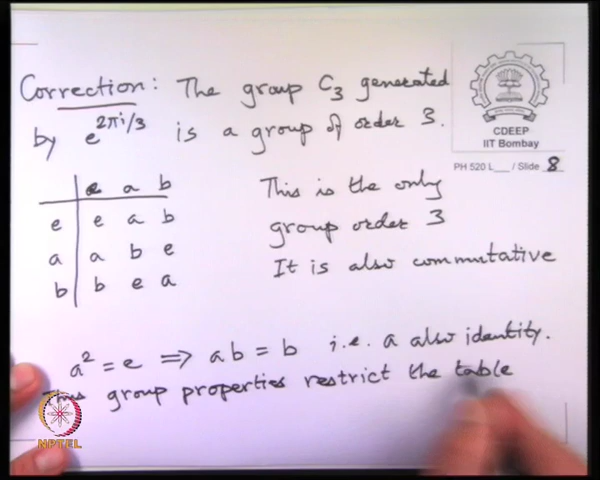 Correction: The group C₃ generated
by e^{2πi/3} is a group of order 3.
CDEEP
IIT Bombay
PH 520 L___ / Slide 8
e a b
e e a b
a a b e
b b e a
This is the only
group order 3
It is also commutative
a² = e ⟹ ab = b i.e. a also identity.
Thus group properties restrict the table
NPTEL